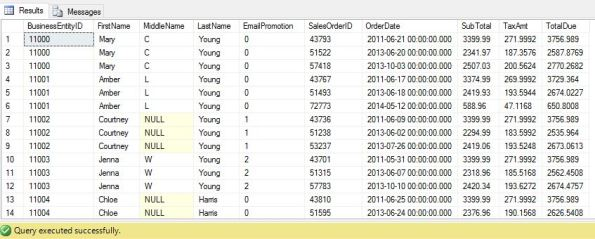 Results Messages
BusinessEntityID FirstName MiddleName LastName EmailPromotion SalesOrderID OrderDate SubTotal TaxAmt TotalDue
1 11000 Mary C Young 0 43793 2011-06-21 00:00:00.000 3399.99 271.9992 3756.989
2 11000 Mary C Young 0 51522 2013-06-20 00:00:00.000 2341.97 187.3576 2587.8769
3 11000 Mary C Young 0 57418 2013-10-03 00:00:00.000 2507.03 200.5624 2770.2682
4 11001 Amber L Young 0 43767 2011-06-17 00:00:00.000 3374.99 269.9992 3729.364
5 11001 Amber L Young 0 51493 2013-06-18 00:00:00.000 2419.93 193.5944 2674.0227
6 11001 Amber L Young 0 72773 2014-05-12 00:00:00.000 588.96 47.1168 650.8008
7 11002 Courtney NULL Young 1 43736 2011-06-09 00:00:00.000 3399.99 271.9992 3756.989
8 11002 Courtney NULL Young 1 51238 2013-06-02 00:00:00.000 2294.99 183.5992 2535.964
9 11002 Courtney NULL Young 1 53237 2013-07-26 00:00:00.000 2419.06 193.5248 2673.0613
10 11003 Jenna W Young 2 43701 2011-05-31 00:00:00.000 3399.99 271.9992 3756.989
11 11003 Jenna W Young 2 51315 2013-06-07 00:00:00.000 2318.96 185.5168 2562.4508
12 11003 Jenna W Young 2 57783 2013-10-10 00:00:00.000 2420.34 193.6272 2674.4757
13 11004 Chloe NULL Harris 0 43810 2011-06-25 00:00:00.000 3399.99 271.9992 3756.989
14 11004 Chloe NULL Harris 0 51595 2013-06-24 00:00:00.000 2376.96 190.1568 2626.5408
Query executed successfully.